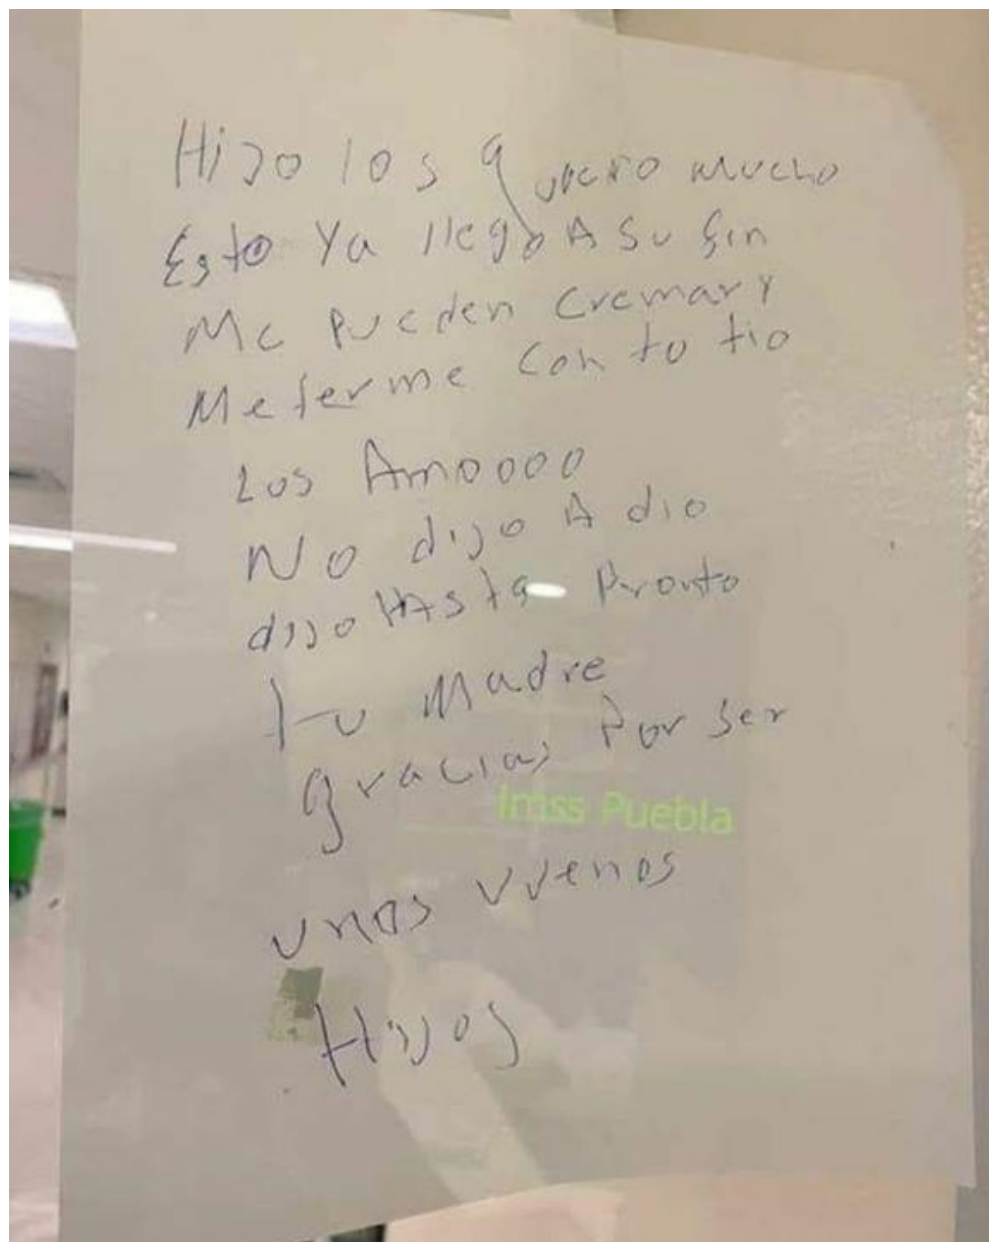 Hijo los quiero mucho
Esto Ya llego A Su fin
Me Pueden Cremar Y
Meterme Con tu tio
Los Amoooo
No dijo A dio
dijo HAsta Pronto
tu Madre
gracias Por Ser
Imss Puebla
unos vvenos
Hijos